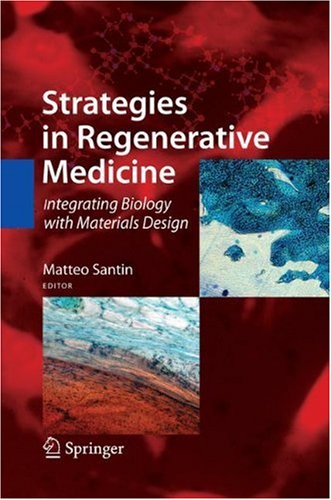 Strategies
in Regenerative
Medicine
Integrating Biology
with Materials Design
Matteo Santin
EDITOR
Springer